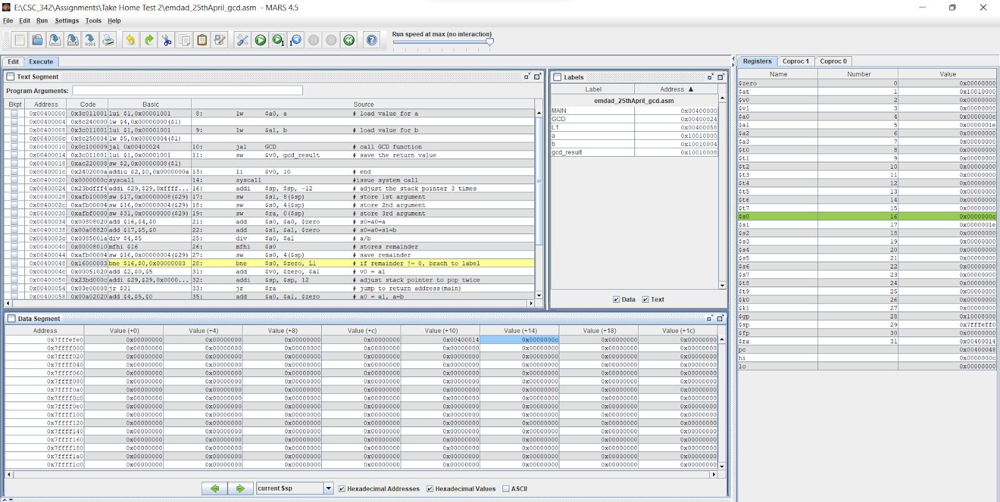 E:\CSC_342\Assignments\Take Home Test 2\emdad_25thApril_gcd.asm - MARS 4.5
File Edit Run Settings Tools Help
Run speed at max (no interaction)
Edit Execute
Text Segment
Program Arguments:
Bkpt Address Code Basic Source
0x00400000 0x3c011001 lui $1,0x00001001 8: lw $a0, a # load value for a
0x00400004 0x8c240000 lw $4,0x00000000($1)
0x00400008 0x3c011001 lui $1,0x00001001 9: lw $a1, b # load value for b
0x0040000c 0x8c250004 lw $5,0x00000004($1)
0x00400010 0x0c100009 jal 0x00400024 10: jal GCD # call GCD function
0x00400014 0x3c011001 lui $1,0x00001001 11: sw $v0, gcd_result # save the return value
0x00400018 0xac220008 sw $2,0x00000008($1)
0x0040001c 0x2402000a addiu $2,$0,0x0000000a 13: li $v0, 10 # end
0x00400020 0x0000000c syscall 14: syscall #issue system call
0x00400024 0x23bdfff4 addi $29,$29,0xffff... 16: addi $sp, $sp, -12 # adjust the stack pointer 3 times
0x00400028 0xafb10008 sw $17,0x00000008($29) 17: sw $s1, 8($sp) # store 1st argument
0x0040002c 0xafb00004 sw $16,0x00000004($29) 18: sw $s0, 4($sp) # store 2nd argument
0x00400030 0xafbf0000 sw $31,0x00000000($29) 19: sw $ra, 0($sp) # store 3rd argument
0x00400034 0x00808020 add $16,$4,$0 21: add $s0, $a0, $zero # s0=a0=a
0x00400038 0x00a08820 add $17,$5,$0 22: add $s1, $a1, $zero # s0=a0=s1=b
0x0040003c 0x0085001a div $4,$5 25: div $a0, $a1 # a/b
0x00400040 0x00008010 mfhi $16 26: mfhi $s0 # stores remainder
0x00400044 0xafb00004 sw $16,0x00000004($29) 27: sw $s0, 4($sp) # save remainder
0x00400048 0x16000003 bne $16,$0,0x00000003 28: bne $s0, $zero, L1 # if remainder != 0, brach to label
0x0040004c 0x00051020 add $2,$0,$5 31: add $v0, $zero, $a1 # v0 = a1
0x00400050 0x23bd000c addi $29,$29,0x0000... 32: addi $sp, $sp, 12 # adjust stack pointer to pop twice
0x00400054 0x03e00008 jr $31 33: jr $ra # jump to return address(main)
0x00400058 0x00a02020 add $4,$5,$0 35: add $a0, $a1, $zero # a0 = a1, a=b
Labels
Label Address ▲
emdad_25thApril_gcd.asm
MAIN 0x00400000
GCD 0x00400024
L1 0x00400058
a 0x10010000
b 0x10010004
gcd_result 0x10010008
Data Text
Data Segment
Address Value (+0) Value (+4) Value (+8) Value (+c) Value (+10) Value (+14) Value (+18) Value (+1c)
0x7fffefe0 0x00000000 0x00000000 0x00000000 0x00000000 0x00400014 0x0000000c 0x00000000 0x00000000
0x7ffff000 0x00000000 0x00000000 0x00000000 0x00000000 0x00000000 0x00000000 0x00000000 0x00000000
0x7ffff020 0x00000000 0x00000000 0x00000000 0x00000000 0x00000000 0x00000000 0x00000000 0x00000000
0x7ffff040 0x00000000 0x00000000 0x00000000 0x00000000 0x00000000 0x00000000 0x00000000 0x00000000
0x7ffff060 0x00000000 0x00000000 0x00000000 0x00000000 0x00000000 0x00000000 0x00000000 0x00000000
0x7ffff080 0x00000000 0x00000000 0x00000000 0x00000000 0x00000000 0x00000000 0x00000000 0x00000000
0x7ffff0a0 0x00000000 0x00000000 0x00000000 0x00000000 0x00000000 0x00000000 0x00000000 0x00000000
0x7ffff0c0 0x00000000 0x00000000 0x00000000 0x00000000 0x00000000 0x00000000 0x00000000 0x00000000
0x7ffff0e0 0x00000000 0x00000000 0x00000000 0x00000000 0x00000000 0x00000000 0x00000000 0x00000000
0x7ffff100 0x00000000 0x00000000 0x00000000 0x00000000 0x00000000 0x00000000 0x00000000 0x00000000
0x7ffff120 0x00000000 0x00000000 0x00000000 0x00000000 0x00000000 0x00000000 0x00000000 0x00000000
0x7ffff140 0x00000000 0x00000000 0x00000000 0x00000000 0x00000000 0x00000000 0x00000000 0x00000000
0x7ffff160 0x00000000 0x00000000 0x00000000 0x00000000 0x00000000 0x00000000 0x00000000 0x00000000
0x7ffff180 0x00000000 0x00000000 0x00000000 0x00000000 0x00000000 0x00000000 0x00000000 0x00000000
0x7ffff1a0 0x00000000 0x00000000 0x00000000 0x00000000 0x00000000 0x00000000 0x00000000 0x00000000
0x7ffff1c0 0x00000000 0x00000000 0x00000000 0x00000000 0x00000000 0x00000000 0x00000000 0x00000000
current $sp Hexadecimal Addresses Hexadecimal Values ASCII
Registers Coproc 1 Coproc 0
Name Number Value
$zero 0 0x00000000
$at 1 0x10010000
$v0 2 0x00000000
$v1 3 0x00000000
$a0 4 0x0000000c
$a1 5 0x0000001e
$a2 6 0x00000000
$a3 7 0x00000000
$t0 8 0x00000000
$t1 9 0x00000000
$t2 10 0x00000000
$t3 11 0x00000000
$t4 12 0x00000000
$t5 13 0x00000000
$t6 14 0x00000000
$t7 15 0x00000000
$s0 16 0x0000000c
$s1 17 0x0000001e
$s2 18 0x00000000
$s3 19 0x00000000
$s4 20 0x00000000
$s5 21 0x00000000
$s6 22 0x00000000
$s7 23 0x00000000
$t8 24 0x00000000
$t9 25 0x00000000
$k0 26 0x00000000
$k1 27 0x00000000
$gp 28 0x10008000
$sp 29 0x7fffeff0
$fp 30 0x00000000
$ra 31 0x00400014
pc 0x00400048
hi 0x0000000c
lo 0x00000000